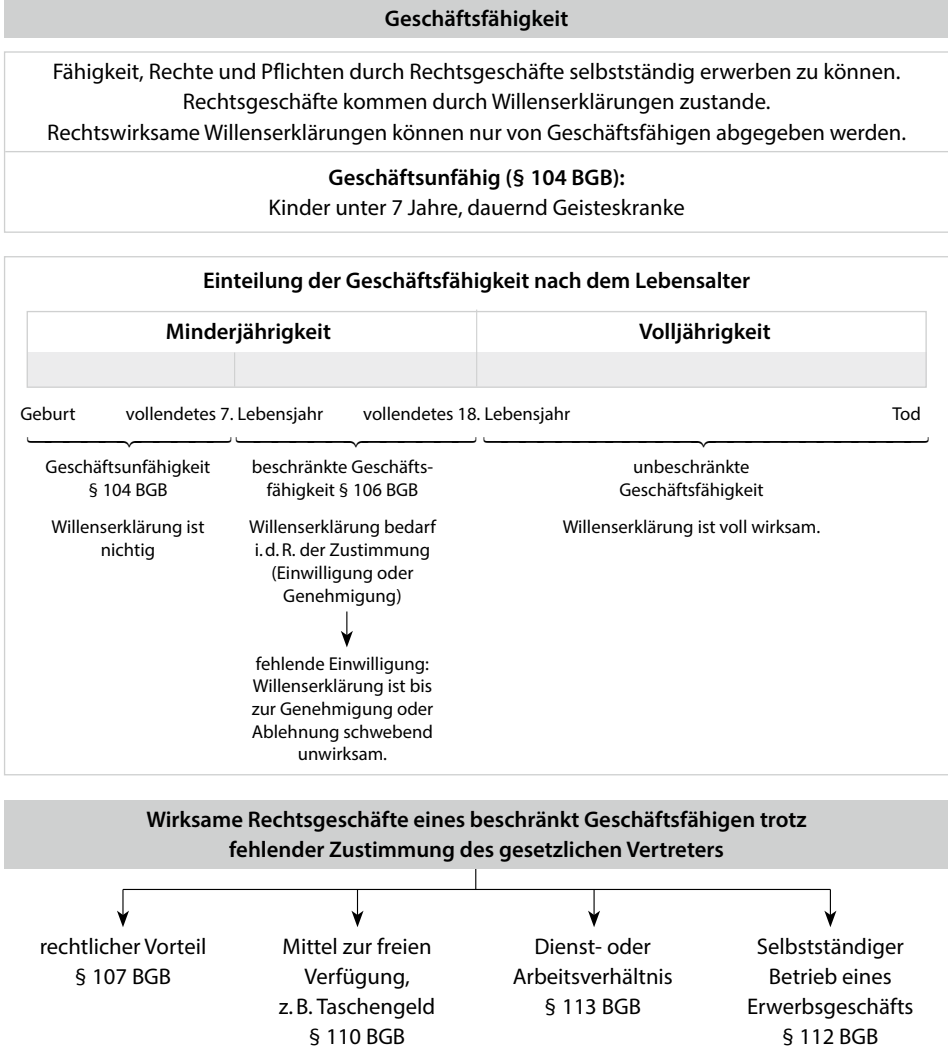 Geschäftsfähigkeit
Fähigkeit, Rechte und Pflichten durch Rechtsgeschäfte selbstständig erwerben zu können.
Rechtsgeschäfte kommen durch Willenserklärungen zustande.
Rechtswirksame Willenserklärungen können nur von Geschäftsfähigen abgegeben werden.
Geschäftsunfähig (§ 104 BGB):
Kinder unter 7 Jahre, dauernd Geisteskranke
Einteilung der Geschäftsfähigkeit nach dem Lebensalter
Minderjährigkeit
Volljährigkeit
Geburt vollendetes 7. Lebensjahr vollendetes 18. Lebensjahr Tod
Geschäftsunfähigkeit
§ 104 BGB
Willenserklärung ist
nichtig
beschränkte Geschäfts-
fähigkeit § 106 BGB
Willenserklärung bedarf
i. d. R. der Zustimmung
(Einwilligung oder
Genehmigung)
fehlende Einwilligung:
Willenserklärung ist bis
zur Genehmigung oder
Ablehnung schwebend
unwirksam.
unbeschränkte
Geschäftsfähigkeit
Willenserklärung ist voll wirksam.
Wirksame Rechtsgeschäfte eines beschränkt Geschäftsfähigen trotz
fehlender Zustimmung des gesetzlichen Vertreters
rechtlicher Vorteil
§ 107 BGB
Mittel zur freien
Verfügung,
z. B. Taschengeld
§ 110 BGB
Dienst- oder
Arbeitsverhältnis
§ 113 BGB
Selbstständiger
Betrieb eines
Erwerbsgeschäfts
§ 112 BGB